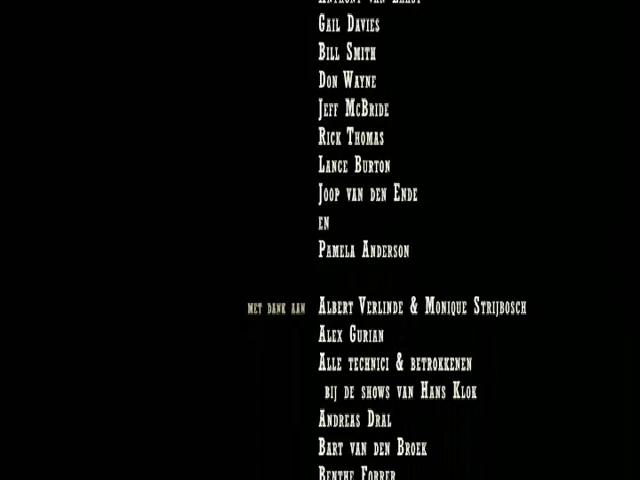 Gail Davies
Bill Smith
Don Wayne
Jeff McBride
Rick Thomas
Lance Burton
Joop van den Ende
en
Pamela Anderson
met dank aan Albert Verlinde & Monique Strijbosch
Alex Gurian
Alle technici & betrokkenen
bij de shows van Hans Klok
Andreas Dral
Bart van den Broek
Benthe Forrer